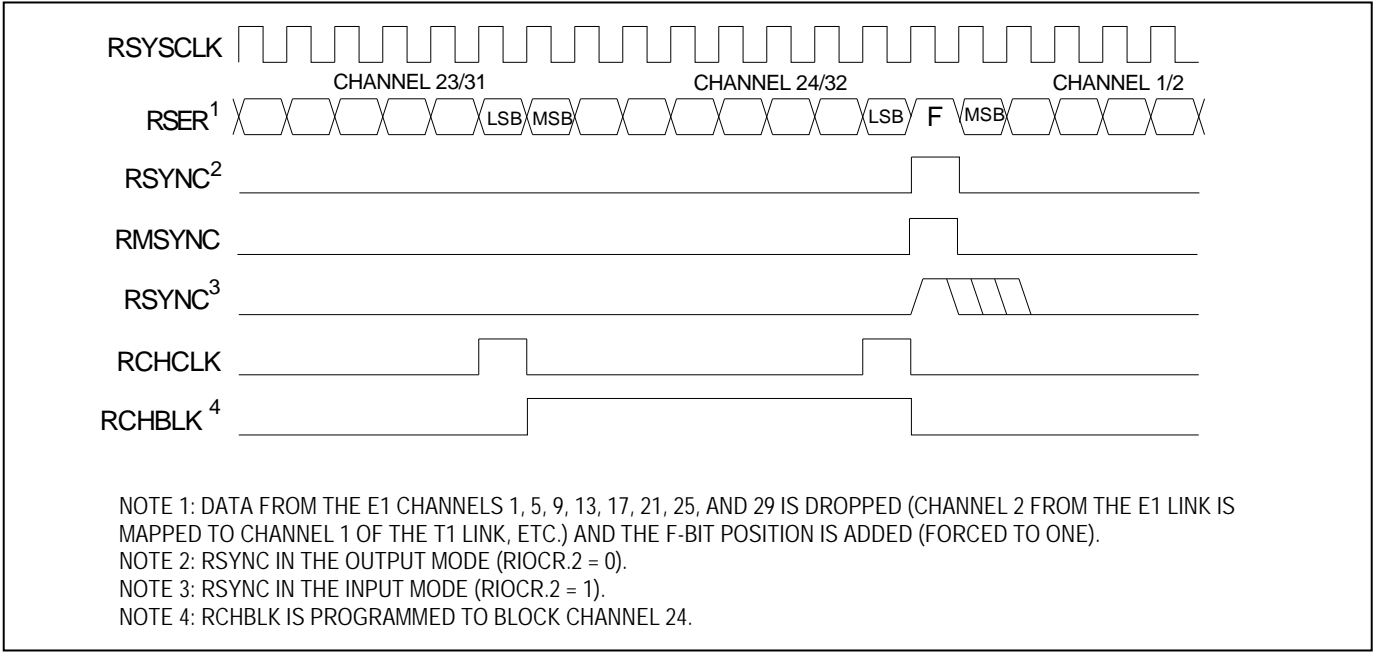 RSYSCLK
CHANNEL 23/31 CHANNEL 24/32 CHANNEL 1/2
RSER1 LSB MSB LSB F MSB
RSYNC2
RMSYNC
RSYNC3
RCHCLK
RCHBLK 4
NOTE 1: DATA FROM THE E1 CHANNELS 1, 5, 9, 13, 17, 21, 25, AND 29 IS DROPPED (CHANNEL 2 FROM THE E1 LINK IS
MAPPED TO CHANNEL 1 OF THE T1 LINK, ETC.) AND THE F-BIT POSITION IS ADDED (FORCED TO ONE).
NOTE 2: RSYNC IN THE OUTPUT MODE (RIOCR.2 = 0).
NOTE 3: RSYNC IN THE INPUT MODE (RIOCR.2 = 1).
NOTE 4: RCHBLK IS PROGRAMMED TO BLOCK CHANNEL 24.